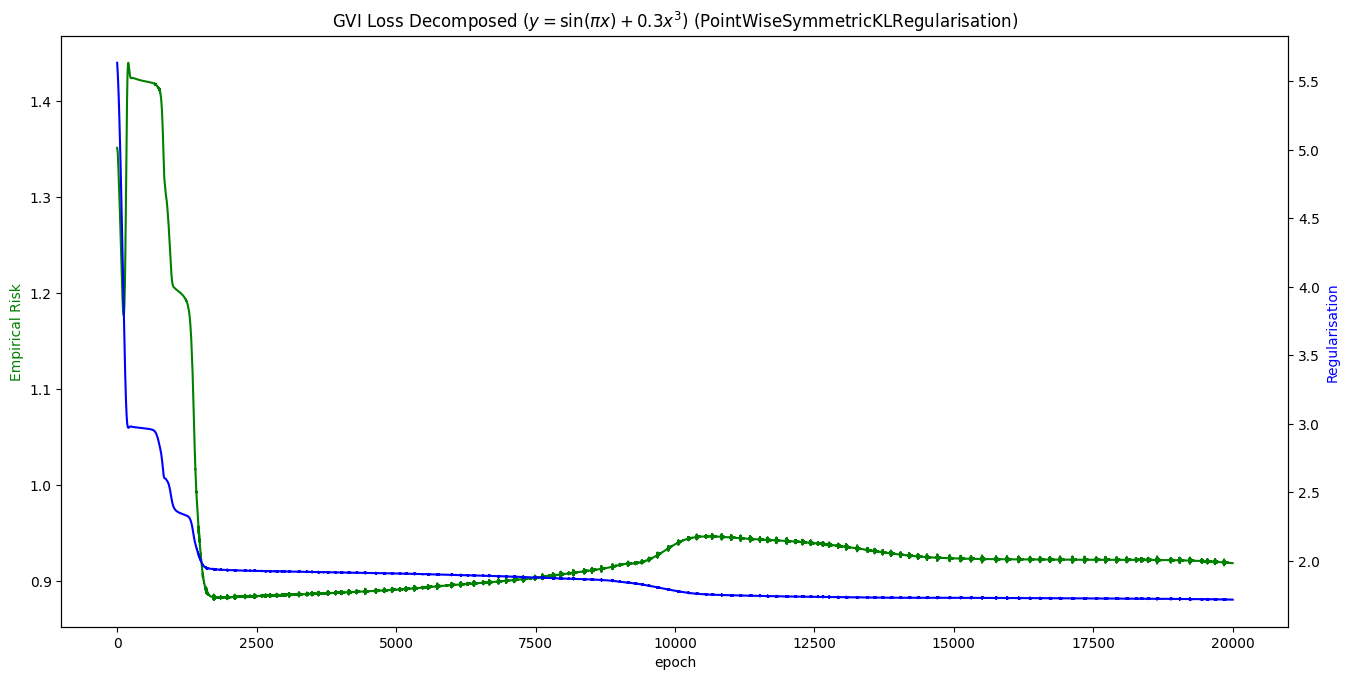 GVI Loss Decomposed (y = sin(πx) + 0.3x³) (PointWiseSymmetricKLRegularisation)
1.4
1.3
1.2
1.1
1.0
0.9
Empirical Risk
5.5
5.0
4.5
4.0
3.5
3.0
2.5
2.0
Regularisation
0 2500 5000 7500 10000 12500 15000 17500 20000
epoch